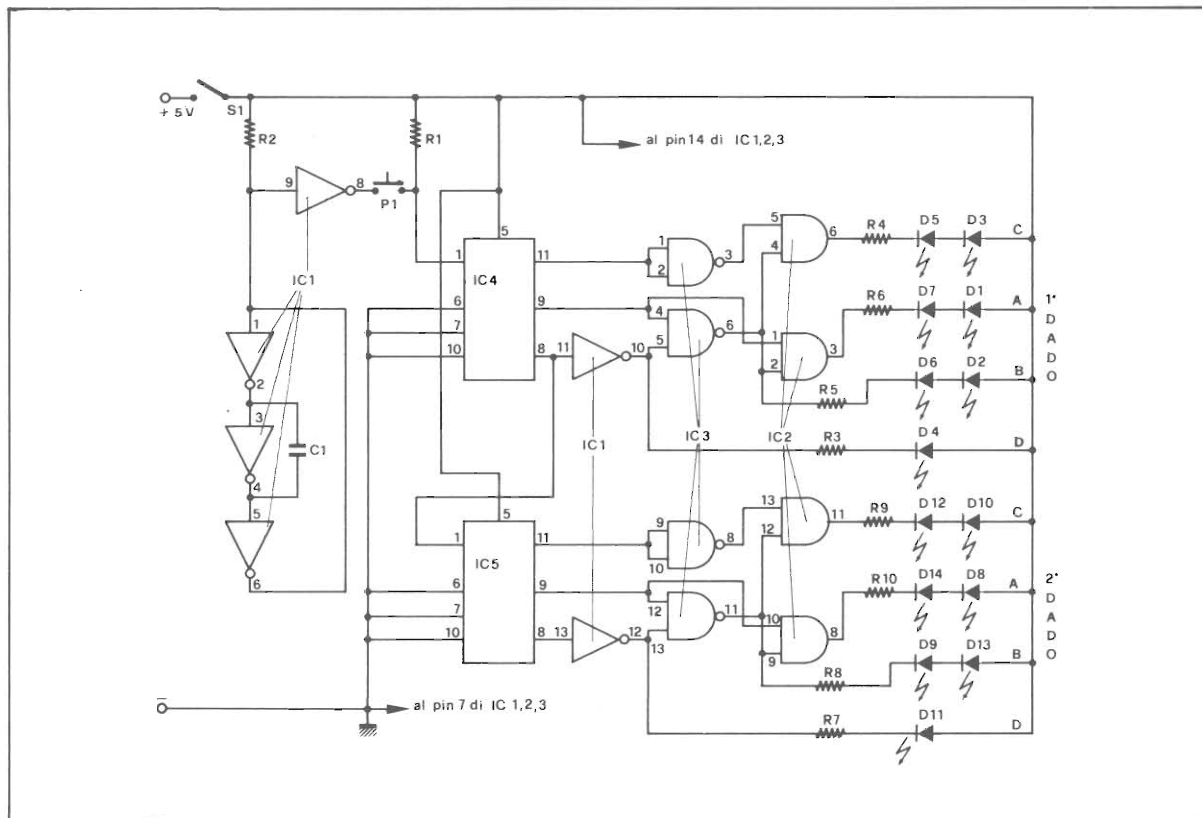 + 5V
S1
R2
R1
al pin 14 di IC 1,2,3
9
8
P1
5
1
IC4
11
6
9
7
10
8
IC1
1
2
3
4
C1
5
6
11
10
1
2
3
4
5
6
IC3
IC1
5
4
6
R4
D5
D3
C
1
2
3
R6
D7
D1
A
R5
D6
D2
B
R3
D4
D
1° DADO
IC2
5
1
IC5
11
6
9
7
10
8
13
12
9
10
8
12
13
11
13
12
11
R9
D12
D10
C
10
9
8
R10
D14
D8
A
R8
D9
D13
B
R7
D11
D
2° DADO
–
al pin 7 di IC 1,2,3